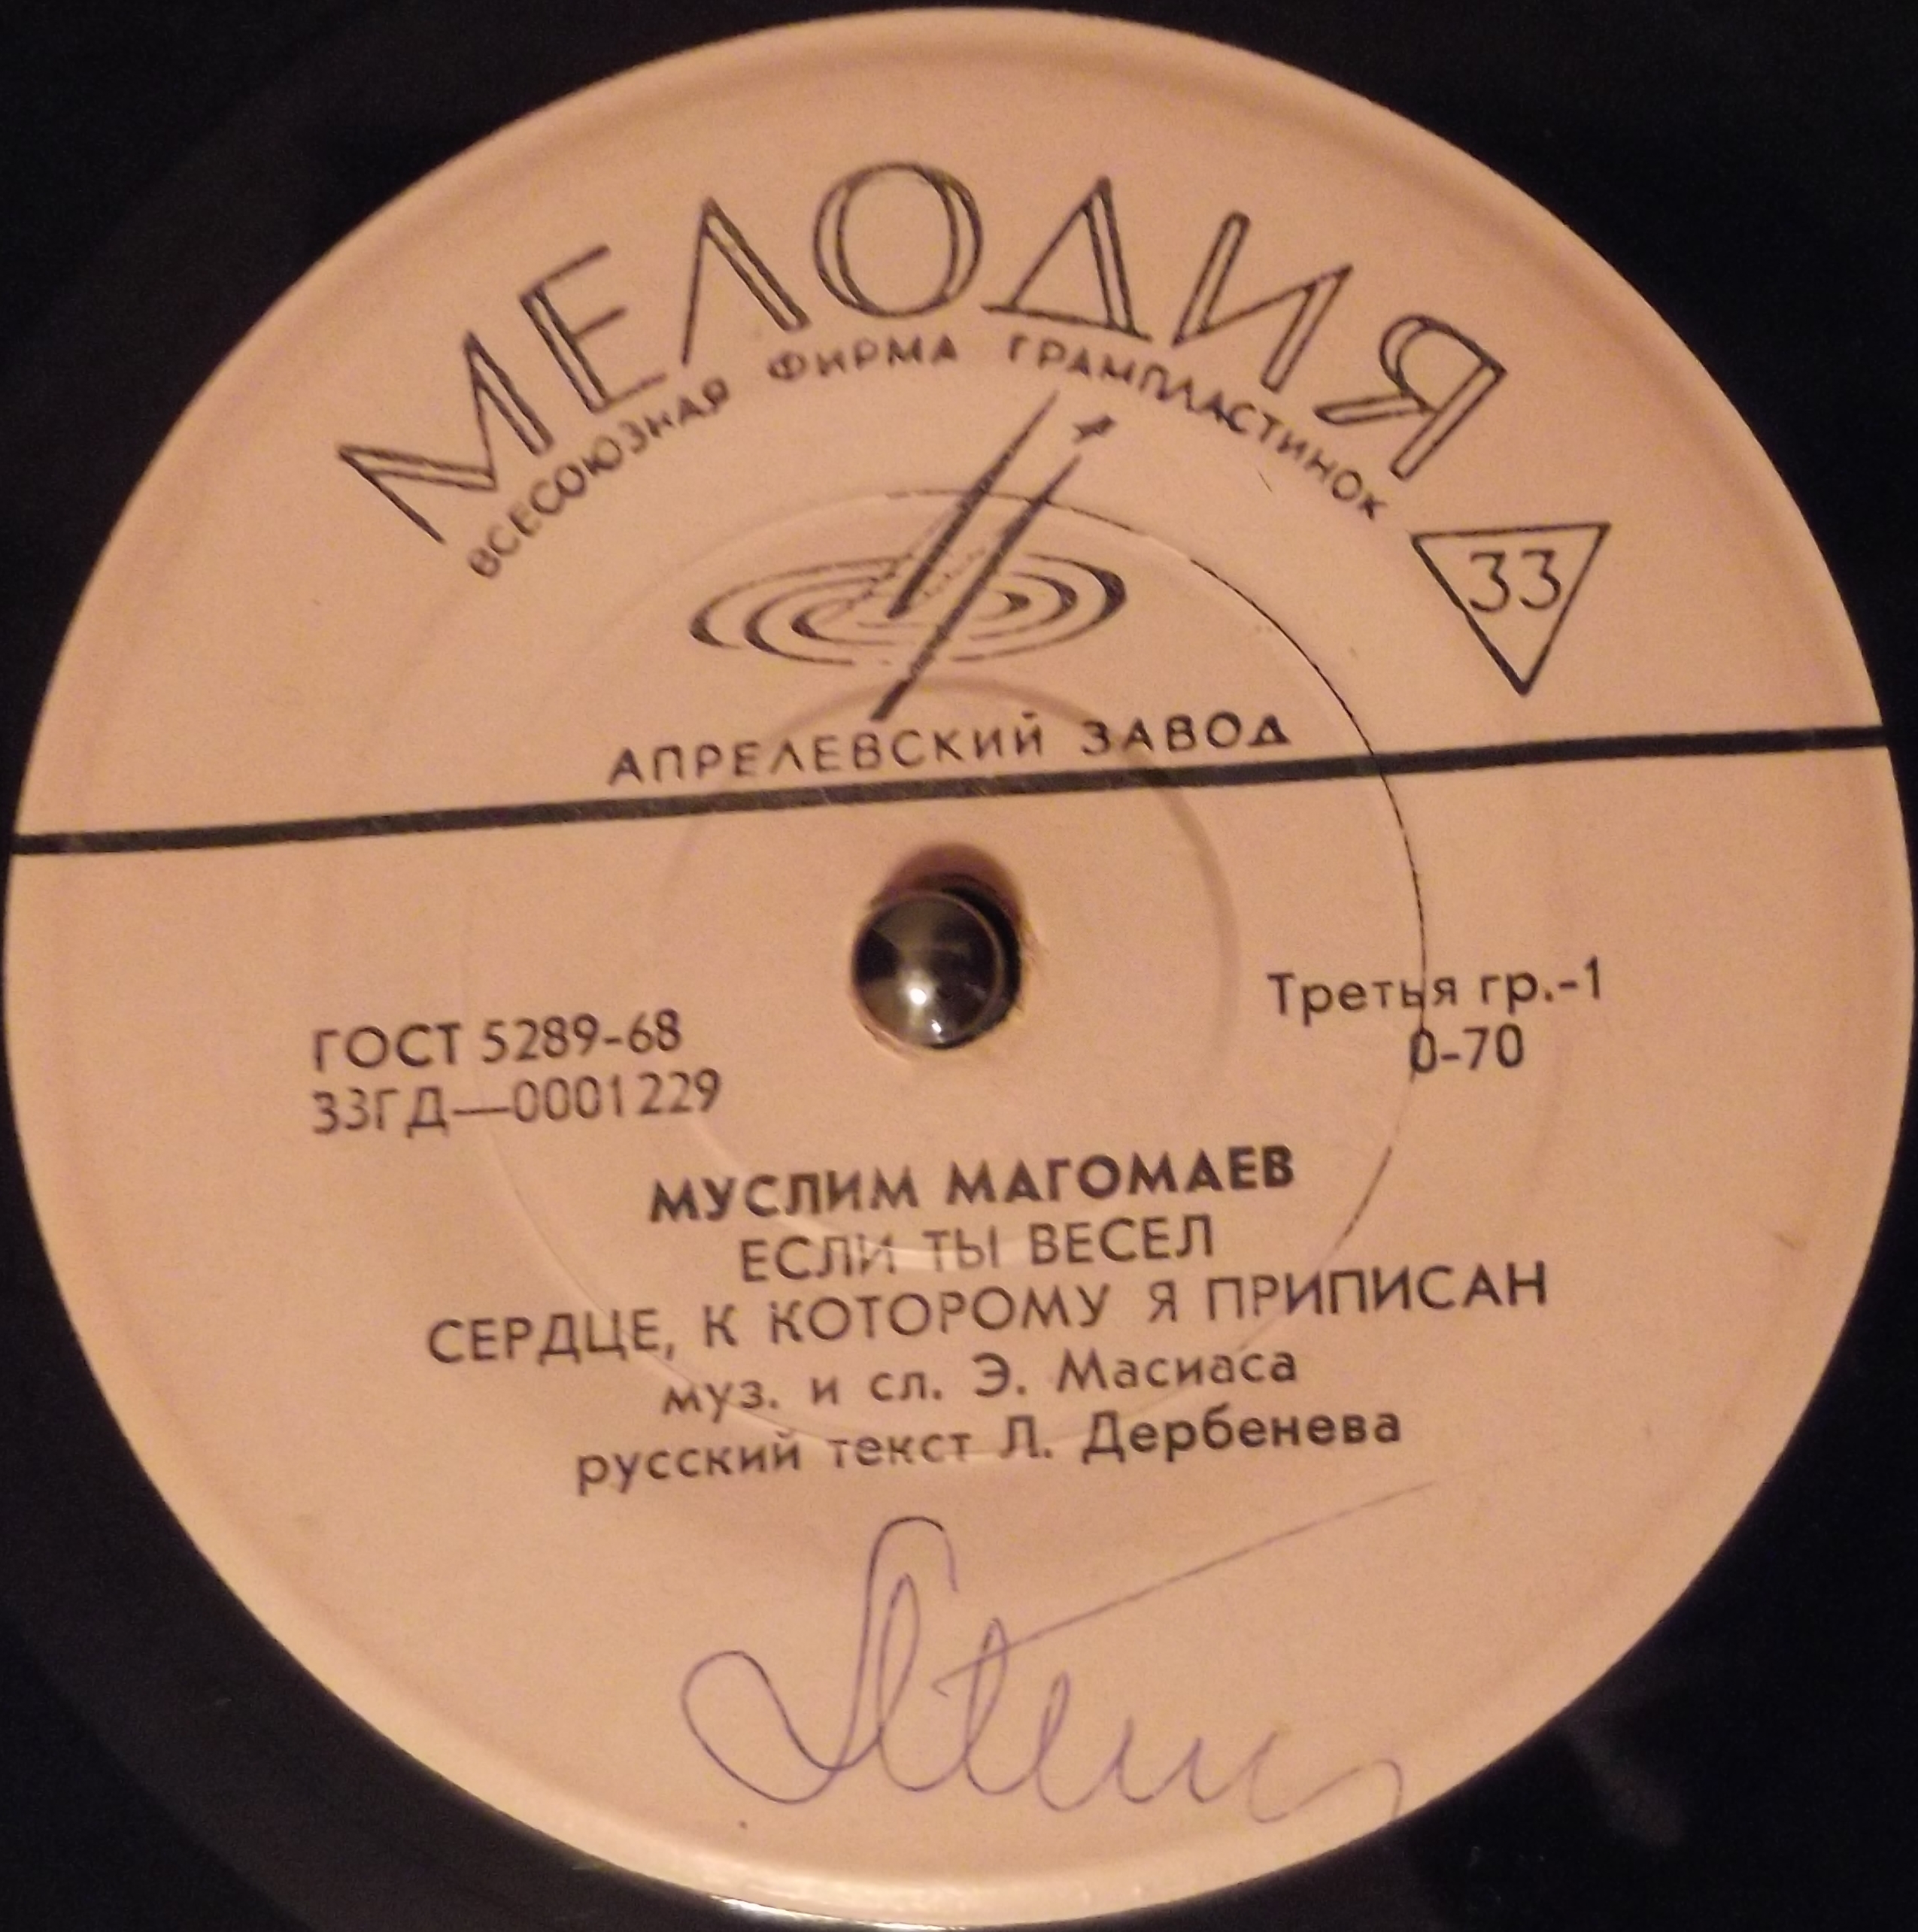 МЕЛОДИЯ
ВСЕСОЮЗНАЯ ФИРМА ГРАМПЛАСТИНОК
33
АПРЕЛЕВСКИЙ ЗАВОД
ГОСТ 5289-68
33ГД—0001229
Третья гр.-1
0-70
МУСЛИМ МАГОМАЕВ
ЕСЛИ ТЫ ВЕСЕЛ
СЕРДЦЕ, К КОТОРОМУ Я ПРИПИСАН
муз. и сл. Э. Масиаса
русский текст Л. Дербенева